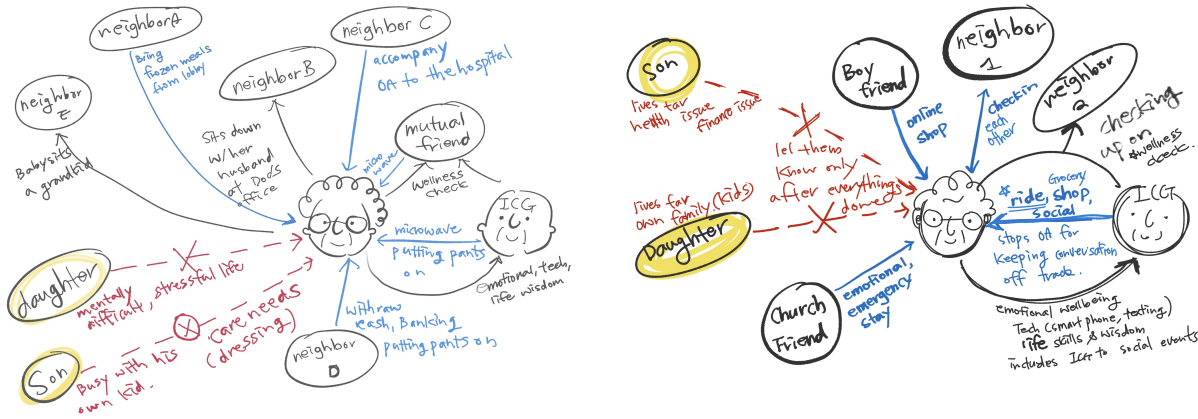 neighbor A
Bring
frozen meals
from lobby
neighbor B
neighbor C
accompany
OA to the hospital
neighbor
E
Babysits
a grandkid
Sits down
w/her
husband
at Doc's
office
mutual
friend
microwave
wellness
check
ICG
microwave
putting pants
on
emotional, tech,
life wisdom
daughter
mentally
difficult, stressful life
Son
Busy with his
own kid.
care needs
(dressing)
withraw
cash, Banking
putting pants on
neighbor
D
Son
lives far
health issue
finance issue
Boy
friend
online
shop
neighbor
1
checkin
each
other
neighbor
2
checking
up on
wellness
check.
let them
know only
after everythings
done
lives far
own family (kids)
Daughter
Grocery
* ride, shop,
social
stops OA for
keeping conversation
off track.
ICG
Church
Friend
emotional,
emergency
stay
emotional wellbeing
Tech (smart phone, texting)
life skills & wisdom
includes ICG to social events